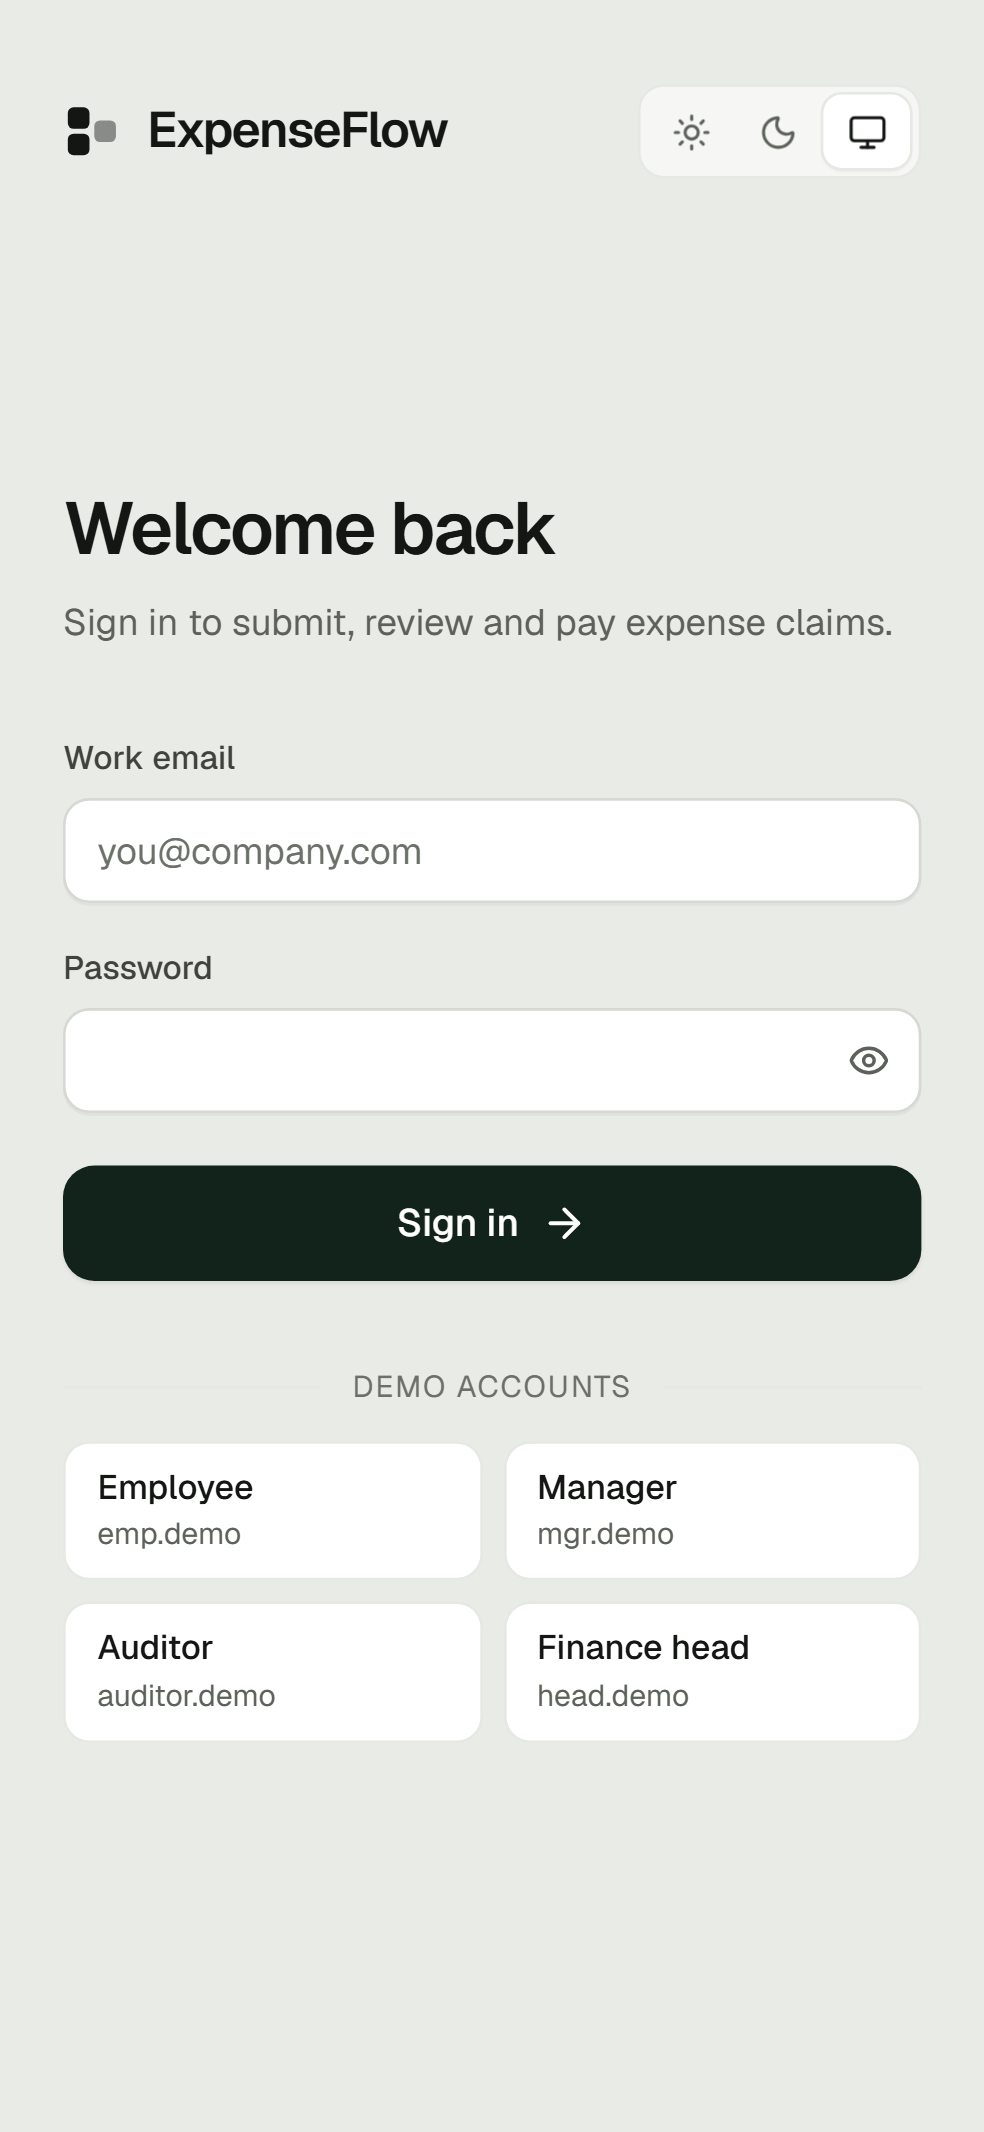 ExpenseFlow
Welcome back
Sign in to submit, review and pay expense claims.
Work email
you@company.com
Password
Sign in
DEMO ACCOUNTS
Employee
emp.demo
Manager
mgr.demo
Auditor
auditor.demo
Finance head
head.demo